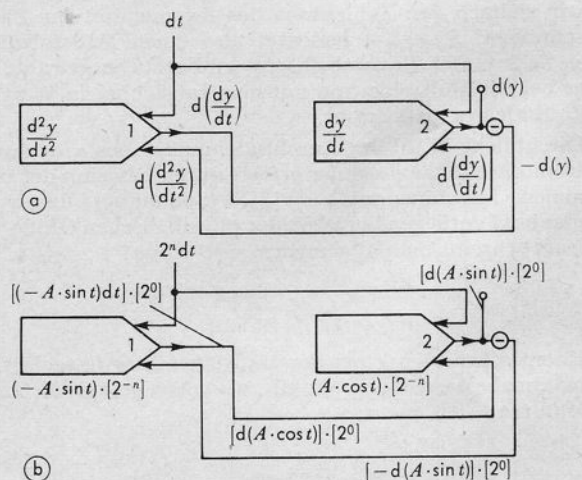 dt
d(dy/dt)
d(y)
d²y/dt²
1
dy/dt
2
d(d²y/dt²)
d(dy/dt)
−d(y)
a
2ⁿdt
[d(A·sin t)]·[2⁰]
[(−A·sin t)dt]·[2⁰]
1
2
(−A·sin t)·[2⁻ⁿ]
(A·cos t)·[2⁻ⁿ]
[d(A·cos t)]·[2⁰]
b
[−d(A·sin t)]·[2⁰]